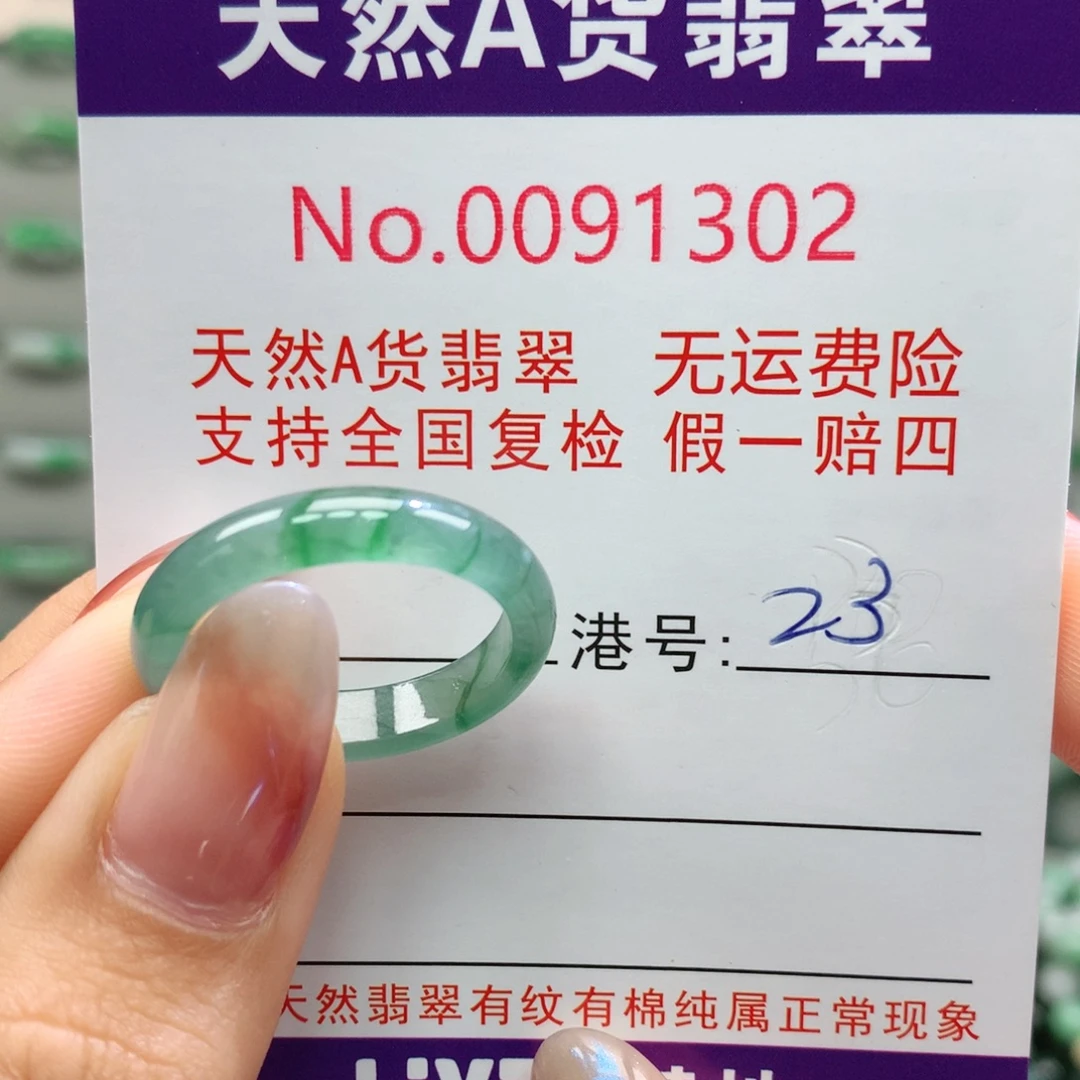 天然A货翡翠
No.0091302
天然A货翡翠 无运费险
支持全国复检 假一赔四
港号: 23
天然翡翠有纹有棉纯属正常现象